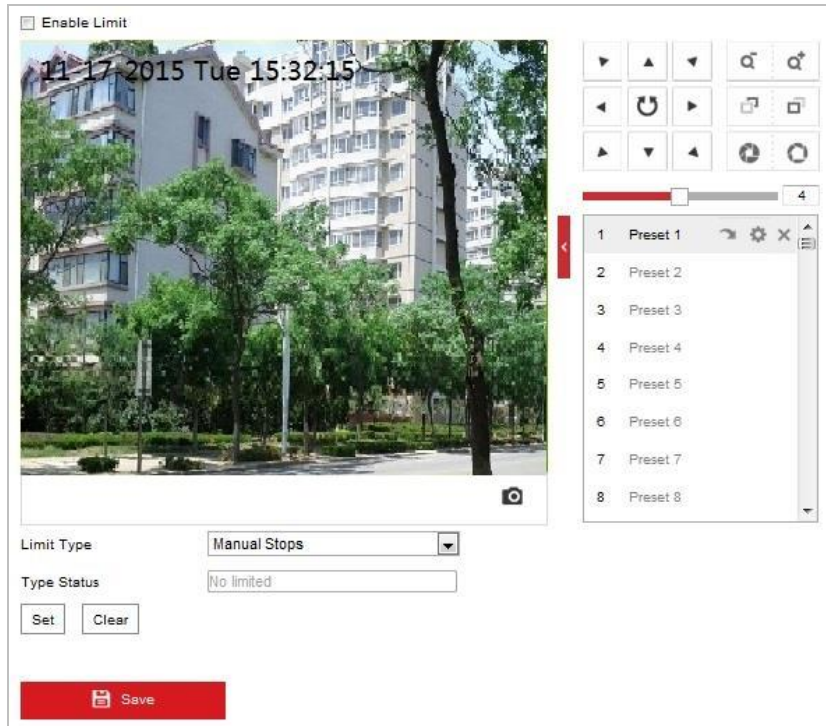 Enable Limit
11-17-2015 Tue 15:32:15
4
1 Preset 1
2 Preset 2
3 Preset 3
4 Preset 4
5 Preset 5
6 Preset 6
7 Preset 7
8 Preset 8
Limit Type Manual Stops
Type Status No limited
Set Clear
Save